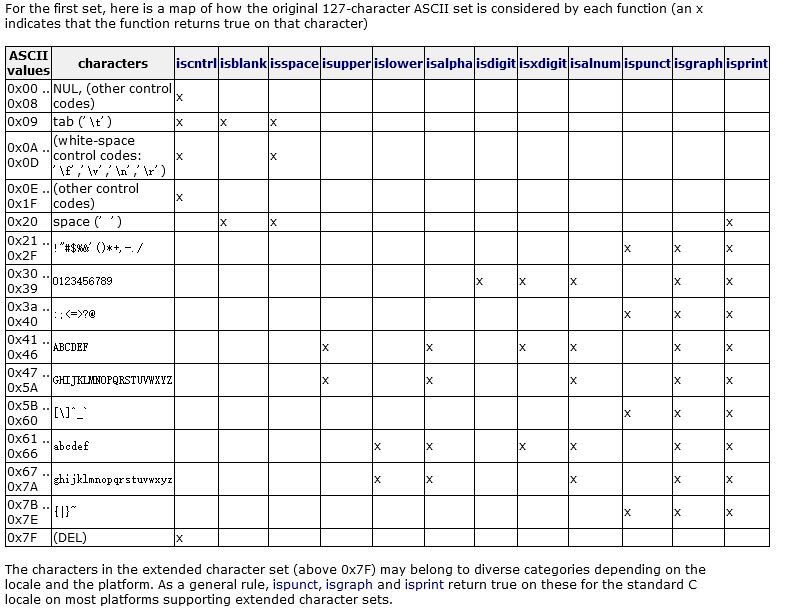 For the first set, here is a map of how the original 127-character ASCII set is considered by each function (an x
indicates that the function returns true on that character)
ASCII values characters iscntrl isblank isspace isupper islower isalpha isdigit isxdigit isalnum ispunct isgraph isprint
0x00 .. NUL, (other control
0x08 codes) x
0x09 tab ('\t') x x x
(white-space
0x0A .. control codes: x x
0x0D '\f','\v','\n','\r')
0x0E .. (other control
0x1F codes) x
0x20 space (' ') x x x
0x21 .. 0x2F !"#$%&'()*+,-./ x x x
0x30 .. 0x39 0123456789 x x x x x
0x3a .. 0x40 :;<=>?@ x x x
0x41 .. 0x46 ABCDEF x x x x x x
0x47 .. 0x5A GHIJKLMNOPQRSTUVWXYZ x x x x x
0x5B .. 0x60 [\]^_` x x x
0x61 .. 0x66 abcdef x x x x x x
0x67 .. 0x7A ghijklmnopqrstuvwxyz x x x x x
0x7B .. 0x7E {|}~ x x x
0x7F (DEL) x
The characters in the extended character set (above 0x7F) may belong to diverse categories depending on the
locale and the platform. As a general rule, ispunct, isgraph and isprint return true on these for the standard C
locale on most platforms supporting extended character sets.